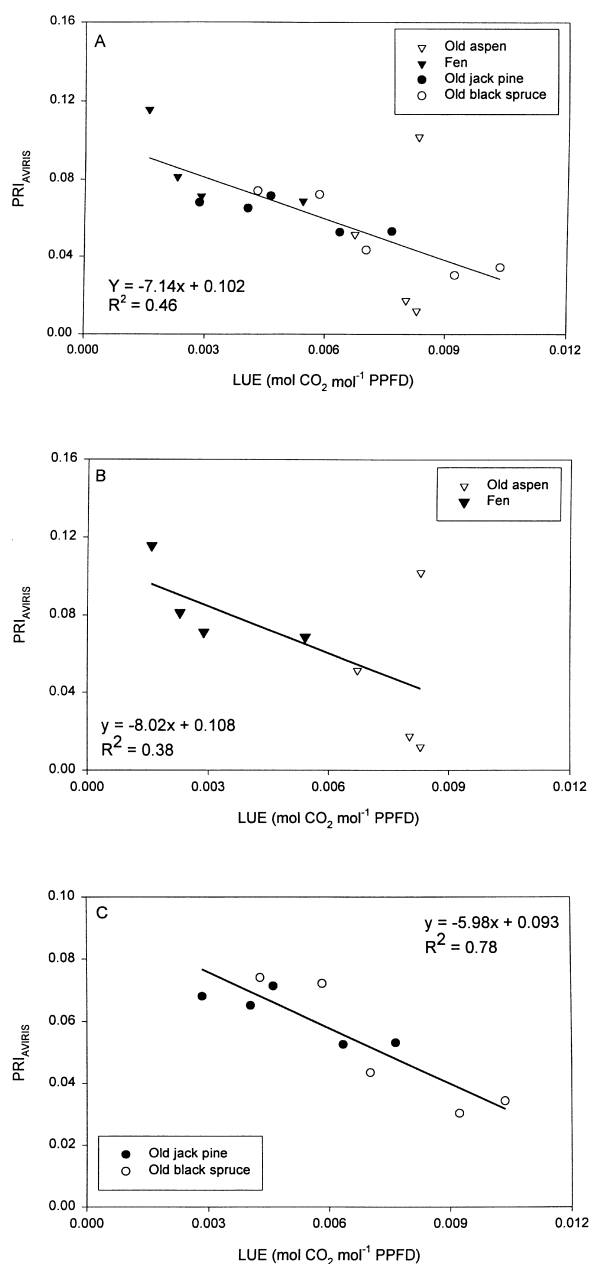 A
Old aspen
Fen
Old jack pine
Old black spruce
0.16
0.12
0.08
0.04
0.00
PRI AVIRIS
Y = -7.14x + 0.102
R² = 0.46
0.000 0.003 0.006 0.009 0.012
LUE (mol CO₂ mol⁻¹ PPFD)
B
Old aspen
Fen
0.16
0.12
0.08
0.04
0.00
PRI AVIRIS
y = -8.02x + 0.108
R² = 0.38
0.000 0.003 0.006 0.009 0.012
LUE (mol CO₂ mol⁻¹ PPFD)
C
y = -5.98x + 0.093
R² = 0.78
0.10
0.08
0.06
0.04
0.02
0.00
PRI AVIRIS
Old jack pine
Old black spruce
0.000 0.003 0.006 0.009 0.012
LUE (mol CO₂ mol⁻¹ PPFD)